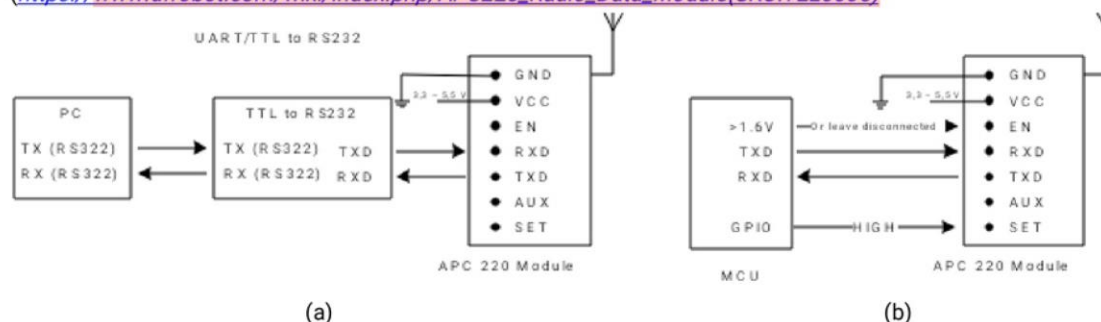 UART/TTL to RS232
PC
TX (RS322)
RX (RS322)
TTL to RS232
TX (RS322) TXD
RX (RS322) RXD
3,3 – 5,5 V
GND
VCC
EN
RXD
TXD
AUX
SET
APC 220 Module
(a)
>1.6V
TXD
RXD
GPIO
MCU
Or leave disconnected
HIGH
3,3 – 5,5V
GND
VCC
EN
RXD
TXD
AUX
SET
APC 220 Module
(b)